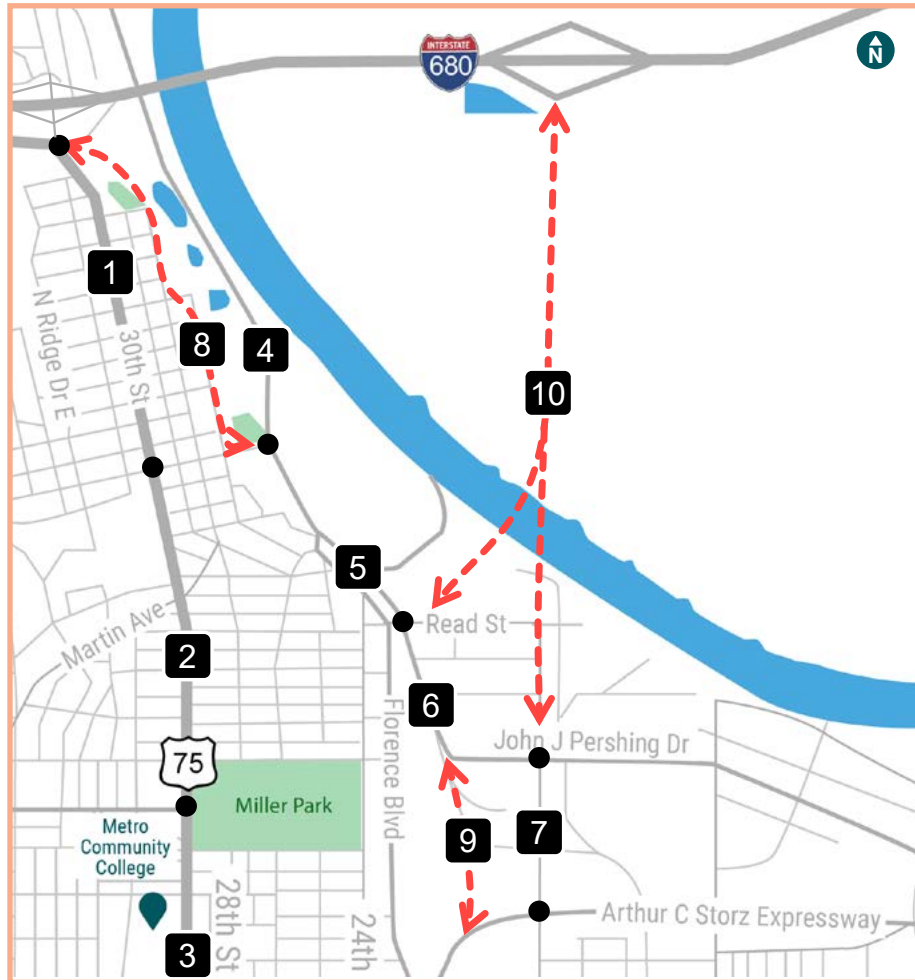 INTERSTATE
680
N
1
N Ridge Dr E
30th St
8
4
10
5
Read St
Martin Ave
2
6
Florence Blvd
John J Pershing Dr
75
Miller Park
Metro
Community
College
9
7
28th St
24th
Arthur C Storz Expressway
3